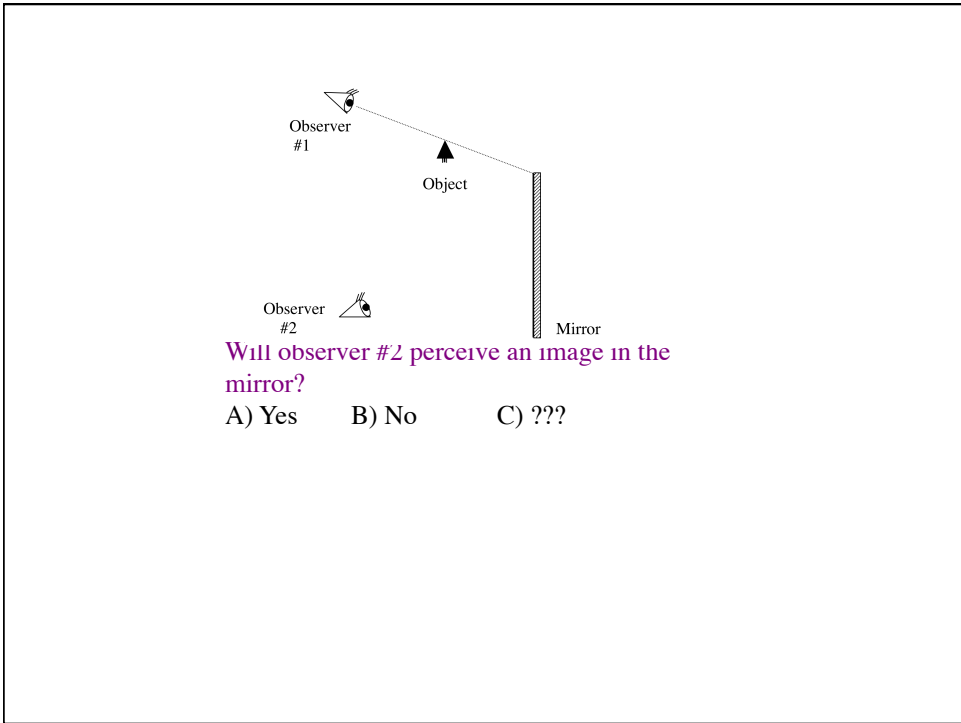 Observer
#1
Object
Observer
#2
Mirror
Will observer #2 perceive an image in the
mirror?
A) Yes B) No C) ???